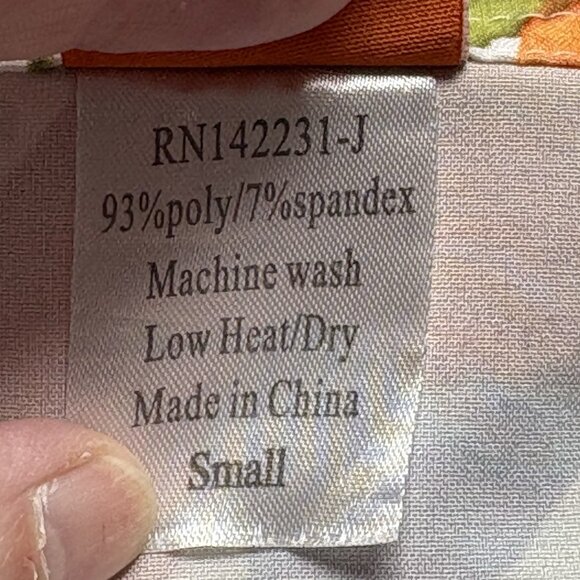 RN142231-J
93%poly/7%spandex
Machine wash
Low Heat/Dry
Made in China
Small